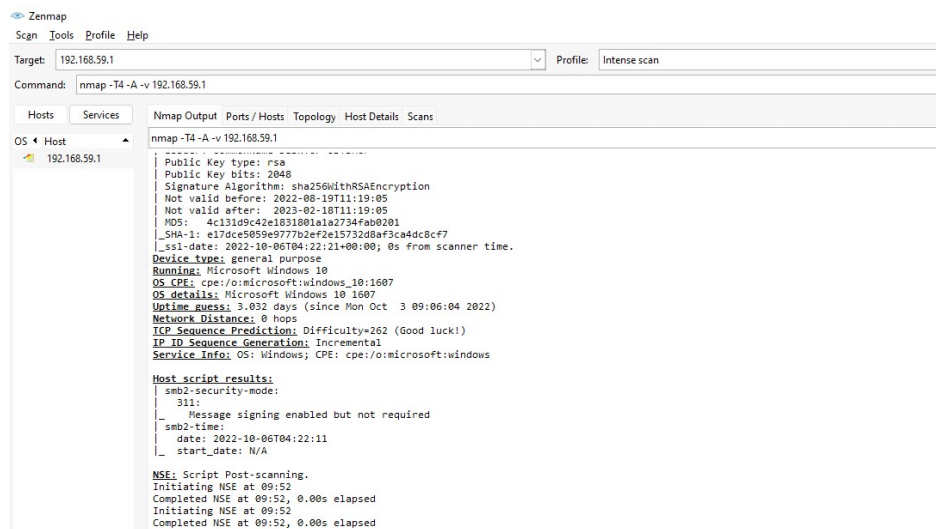 Zenmap
Scan Tools Profile Help
Target: 192.168.59.1 Profile: Intense scan
Command: nmap -T4 -A -v 192.168.59.1
Hosts Services Nmap Output Ports / Hosts Topology Host Details Scans
OS Host nmap -T4 -A -v 192.168.59.1
192.168.59.1
| Public Key type: rsa
| Public Key bits: 2048
| Signature Algorithm: sha256WithRSAEncryption
| Not valid before: 2022-08-19T11:19:05
| Not valid after: 2023-02-18T11:19:05
| MD5: 4c131d9c42e1831801a1a2734fab0201
|_SHA-1: e17dce5059e9777b2ef2e15732d8af3ca4dc8cf7
|_ssl-date: 2022-10-06T04:22:21+00:00; 0s from scanner time.
Device type: general purpose
Running: Microsoft Windows 10
OS CPE: cpe:/o:microsoft:windows_10:1607
OS details: Microsoft Windows 10 1607
Uptime guess: 3.032 days (since Mon Oct 3 09:06:04 2022)
Network Distance: 0 hops
TCP Sequence Prediction: Difficulty=262 (Good luck!)
IP ID Sequence Generation: Incremental
Service Info: OS: Windows; CPE: cpe:/o:microsoft:windows
Host script results:
| smb2-security-mode:
| 311:
|_ Message signing enabled but not required
| smb2-time:
| date: 2022-10-06T04:22:11
|_ start_date: N/A
NSE: Script Post-scanning.
Initiating NSE at 09:52
Completed NSE at 09:52, 0.00s elapsed
Initiating NSE at 09:52
Completed NSE at 09:52, 0.00s elapsed